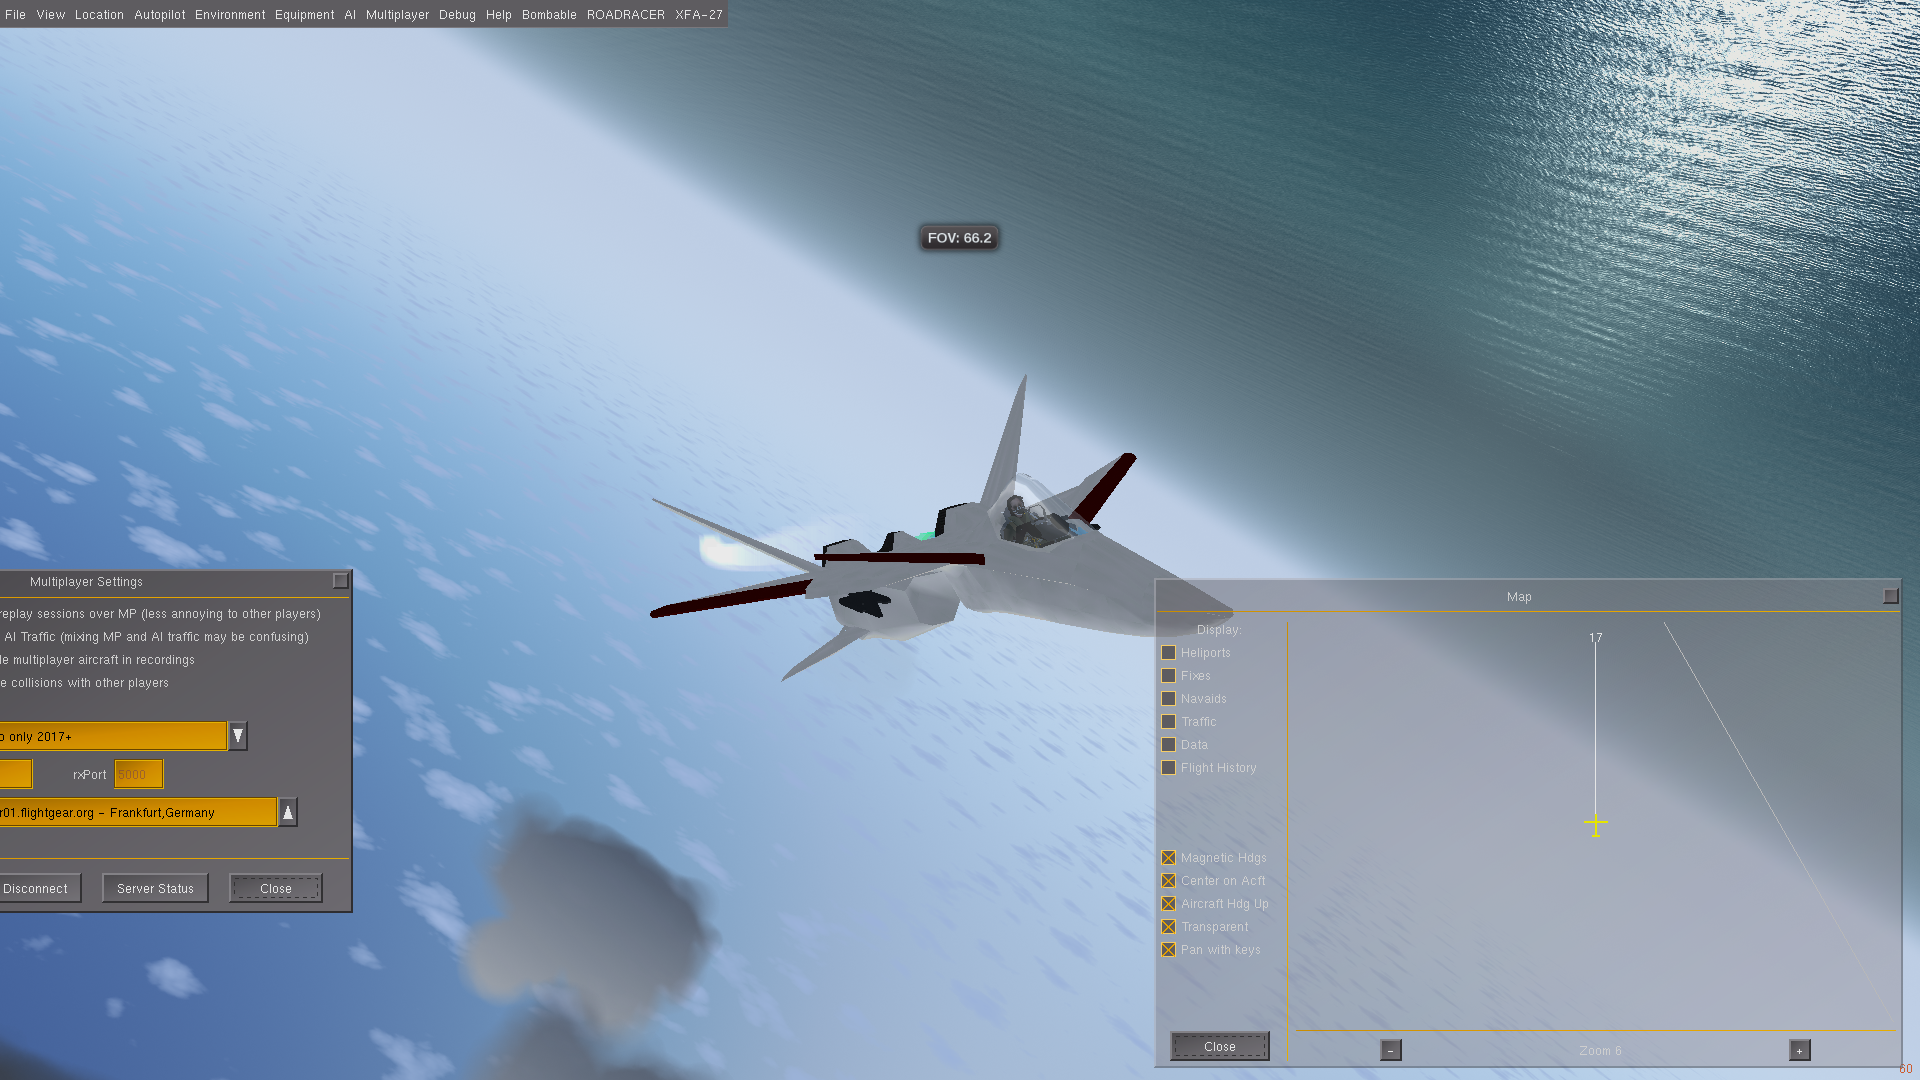 File View Location Autopilot Environment Equipment AI Multiplayer Debug Help Bombable ROADRACER XFA-27
FOV: 66.2
Multiplayer Settings
replay sessions over MP (less annoying to other players)
AI Traffic (mixing MP and AI traffic may be confusing)
le multiplayer aircraft in recordings
e collisions with other players
o only 2017+
rxPort 5000
r01.flightgear.org - Frankfurt,Germany
Disconnect Server Status Close
Map
Display:
Heliports
Fixes
Navaids
Traffic
Data
Flight History
Magnetic Hdgs
Center on Acft
Aircraft Hdg Up
Transparent
Pan with keys
17
Close - Zoom 6 +
60